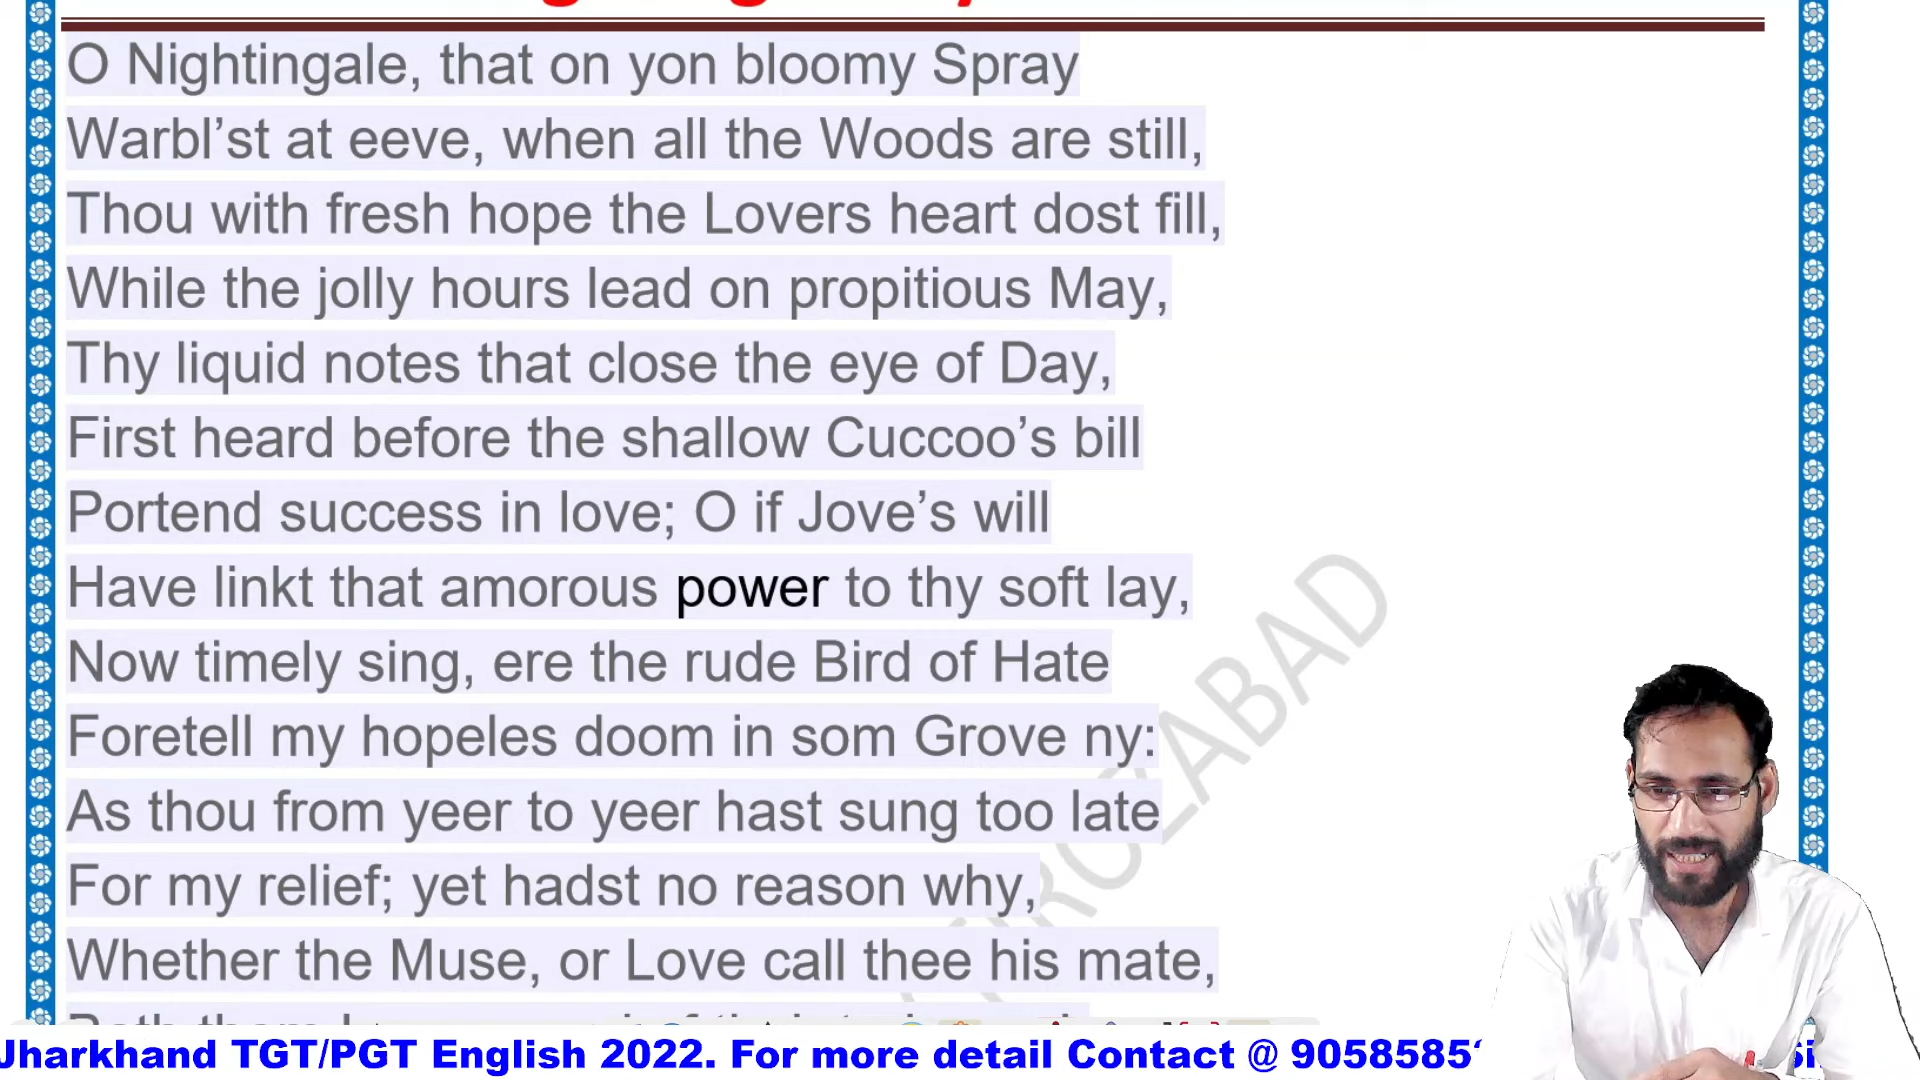 O Nightingale, that on yon bloomy Spray
Warbl’st at eeve, when all the Woods are still,
Thou with fresh hope the Lovers heart dost fill,
While the jolly hours lead on propitious May,
Thy liquid notes that close the eye of Day,
First heard before the shallow Cuccoo’s bill
Portend success in love; O if Jove’s will
Have linkt that amorous power to thy soft lay,
Now timely sing, ere the rude Bird of Hate
Foretell my hopeles doom in som Grove ny:
As thou from yeer to yeer hast sung too late
For my relief; yet hadst no reason why,
Whether the Muse, or Love call thee his mate,
FIROZABAD
Jharkhand TGT/PGT English 2022. For more detail Contact @ 9058585